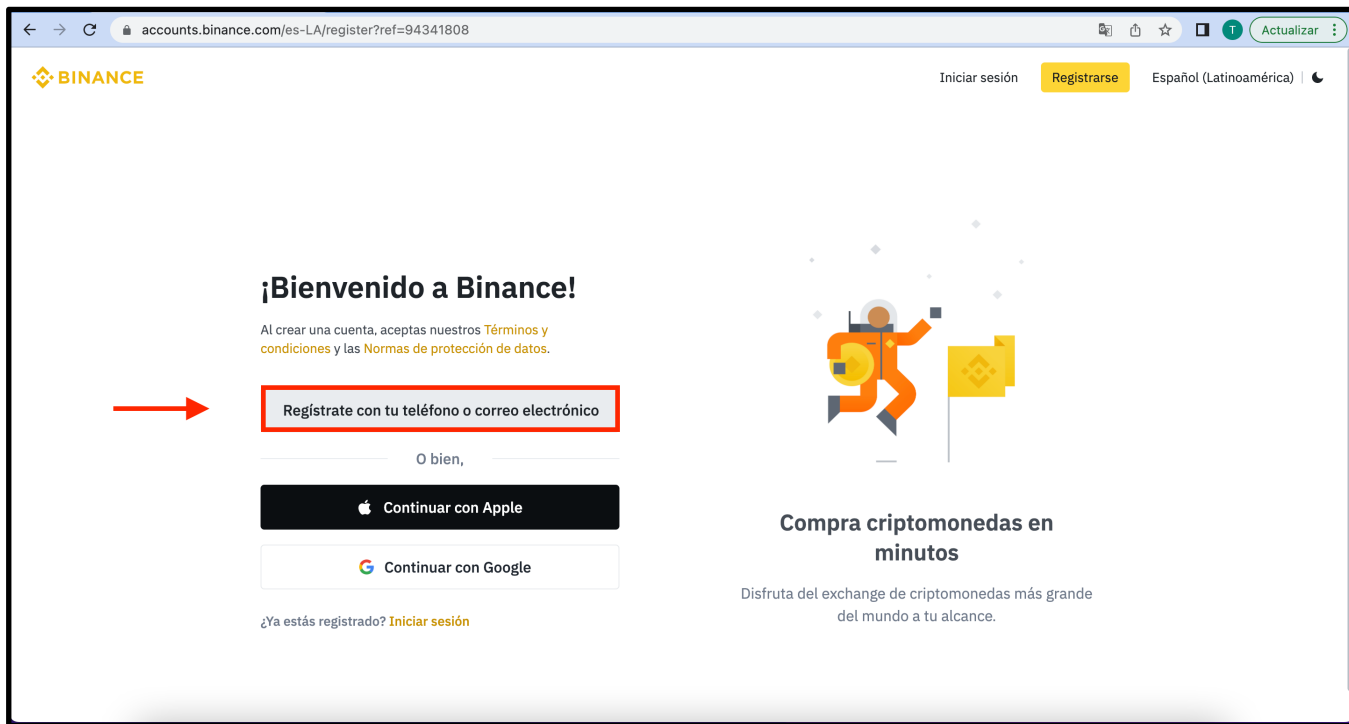 accounts.binance.com/es-LA/register?ref=94341808
T
Actualizar
BINANCE
Iniciar sesión
Registrarse
Español (Latinoamérica)
¡Bienvenido a Binance!
Al crear una cuenta, aceptas nuestros Términos y
condiciones y las Normas de protección de datos.
Regístrate con tu teléfono o correo electrónico
O bien,
Continuar con Apple
Continuar con Google
¿Ya estás registrado? Iniciar sesión
Compra criptomonedas en
minutos
Disfruta del exchange de criptomonedas más grande
del mundo a tu alcance.